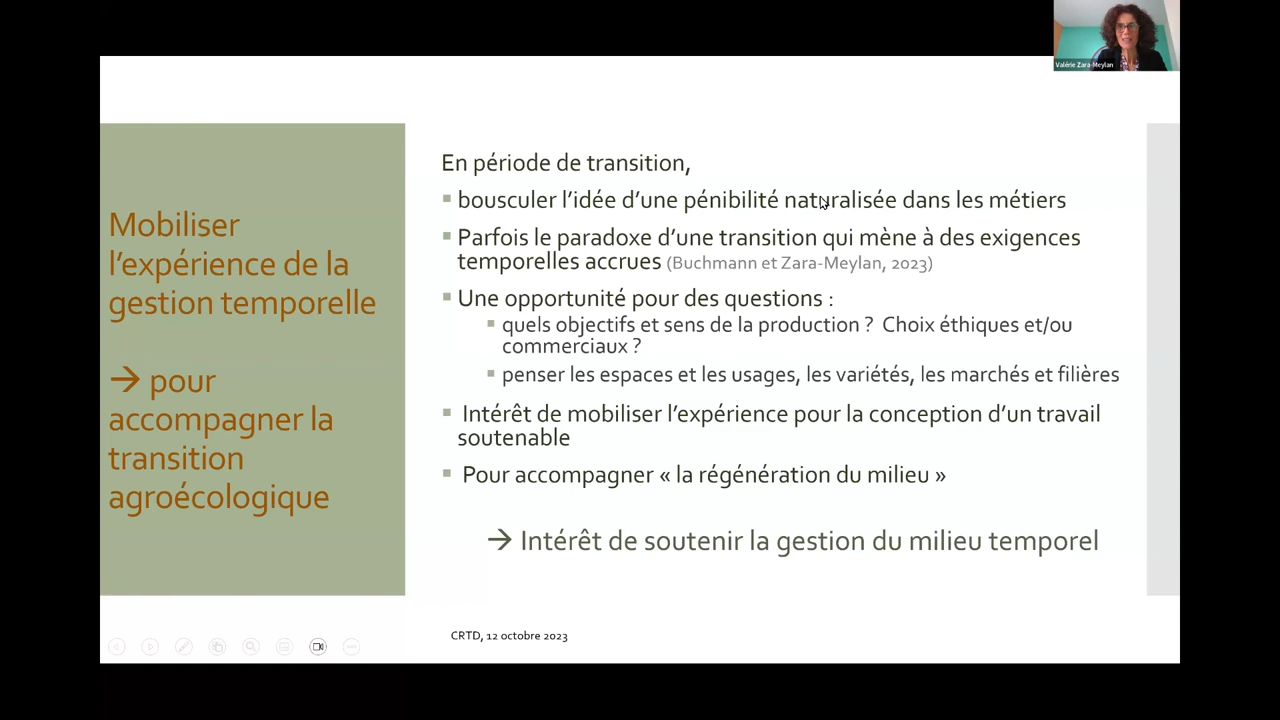 Valérie Zara-Meylan
Mobiliser
l'expérience de la
gestion temporelle
→ pour
accompagner la
transition
agroécologique
En période de transition,
▪ bousculer l'idée d'une pénibilité naturalisée dans les métiers
▪ Parfois le paradoxe d'une transition qui mène à des exigences
temporelles accrues (Buchmann et Zara-Meylan, 2023)
▪ Une opportunité pour des questions :
▪ quels objectifs et sens de la production ? Choix éthiques et/ou
commerciaux ?
▪ penser les espaces et les usages, les variétés, les marchés et filières
▪ Intérêt de mobiliser l'expérience pour la conception d'un travail
soutenable
▪ Pour accompagner « la régénération du milieu »
→ Intérêt de soutenir la gestion du milieu temporel
CRTD, 12 octobre 2023